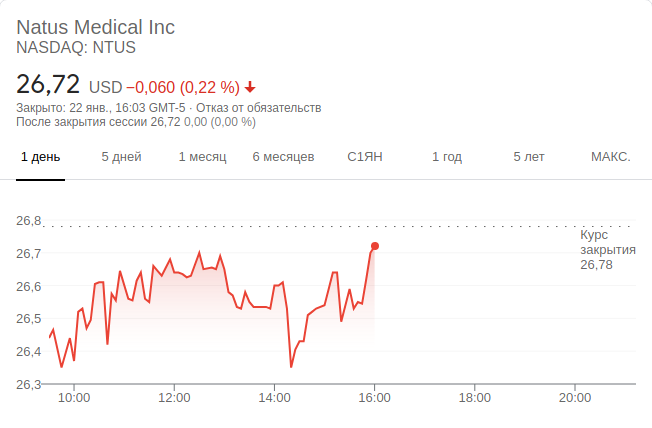 Natus Medical Inc
NASDAQ: NTUS
26,72 USD −0,060 (0,22 %)
Закрыто: 22 янв., 16:03 GMT-5 · Отказ от обязательств
После закрытия сессии 26,72 0,00 (0,00 %)
1 день 5 дней 1 месяц 6 месяцев С1ЯН 1 год 5 лет МАКС.
26,8
Курс
закрытия
26,78
26,7
26,6
26,5
26,4
26,3
10:00 12:00 14:00 16:00 18:00 20:00